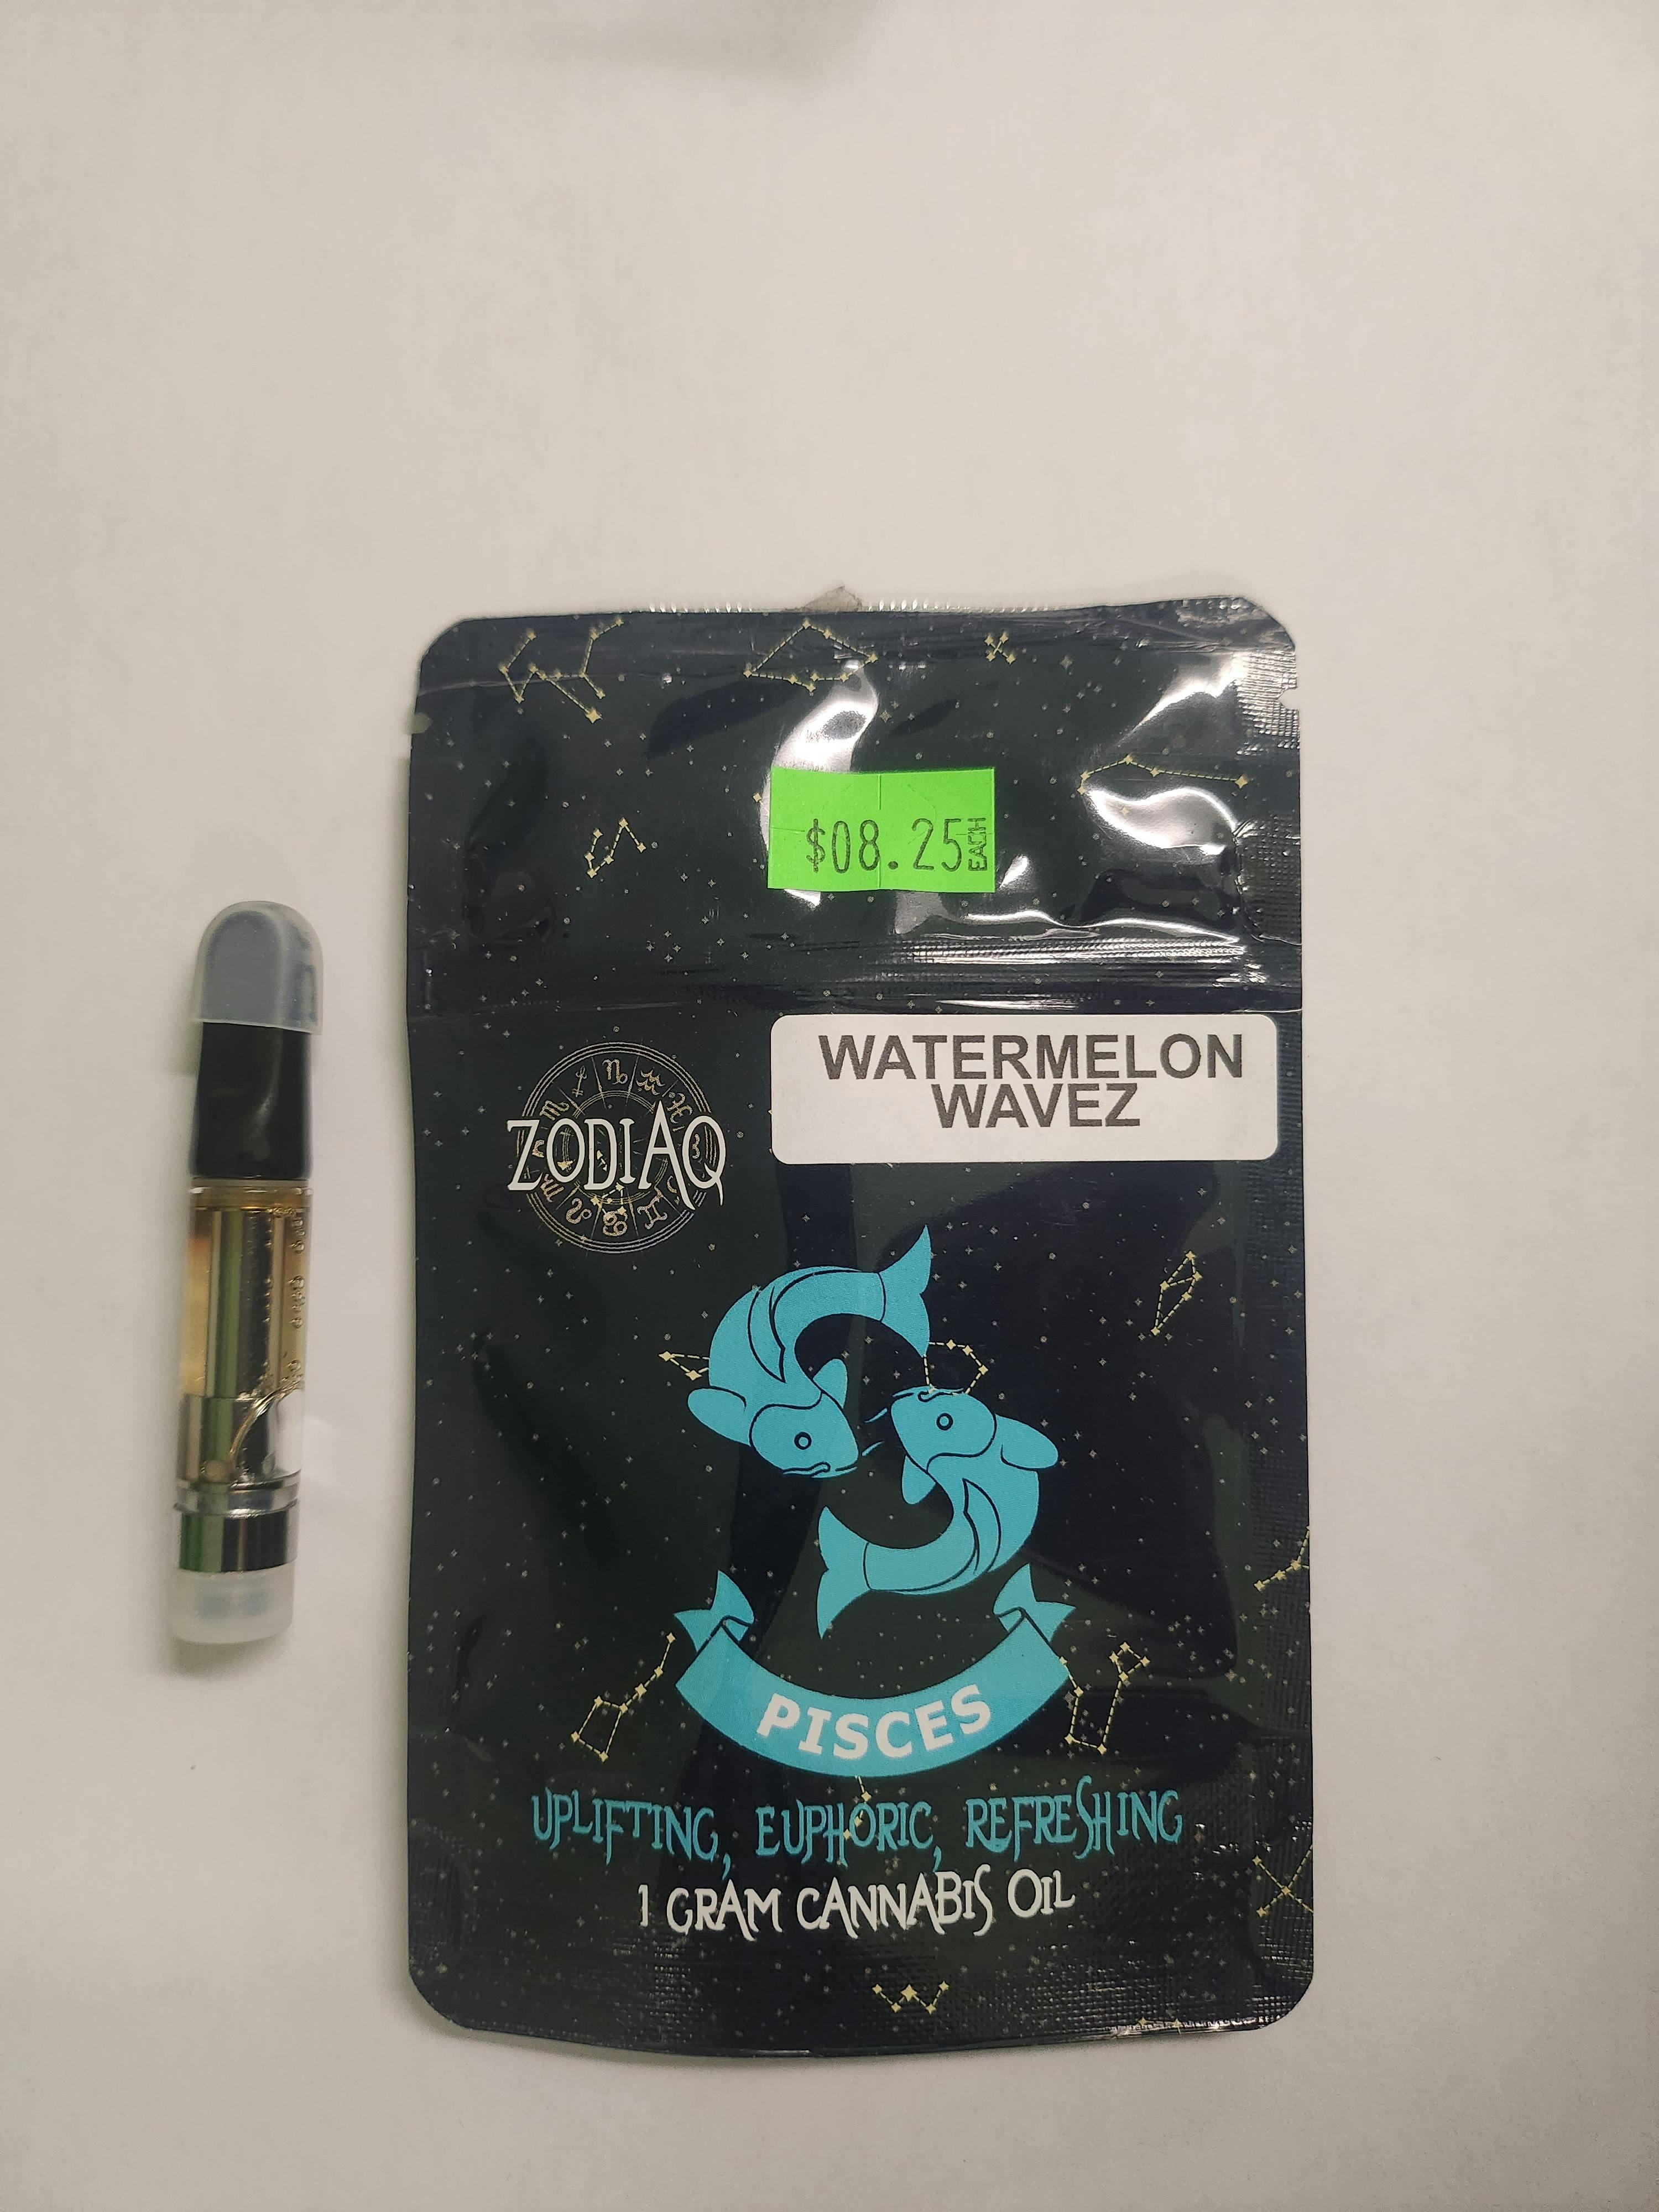 $08.25 EACH
WATERMELON
WAVEZ
ZODIAQ
PISCES
UPLIFTING, EUPHORIC, REFRESHING
1 GRAM CANNABIS OIL